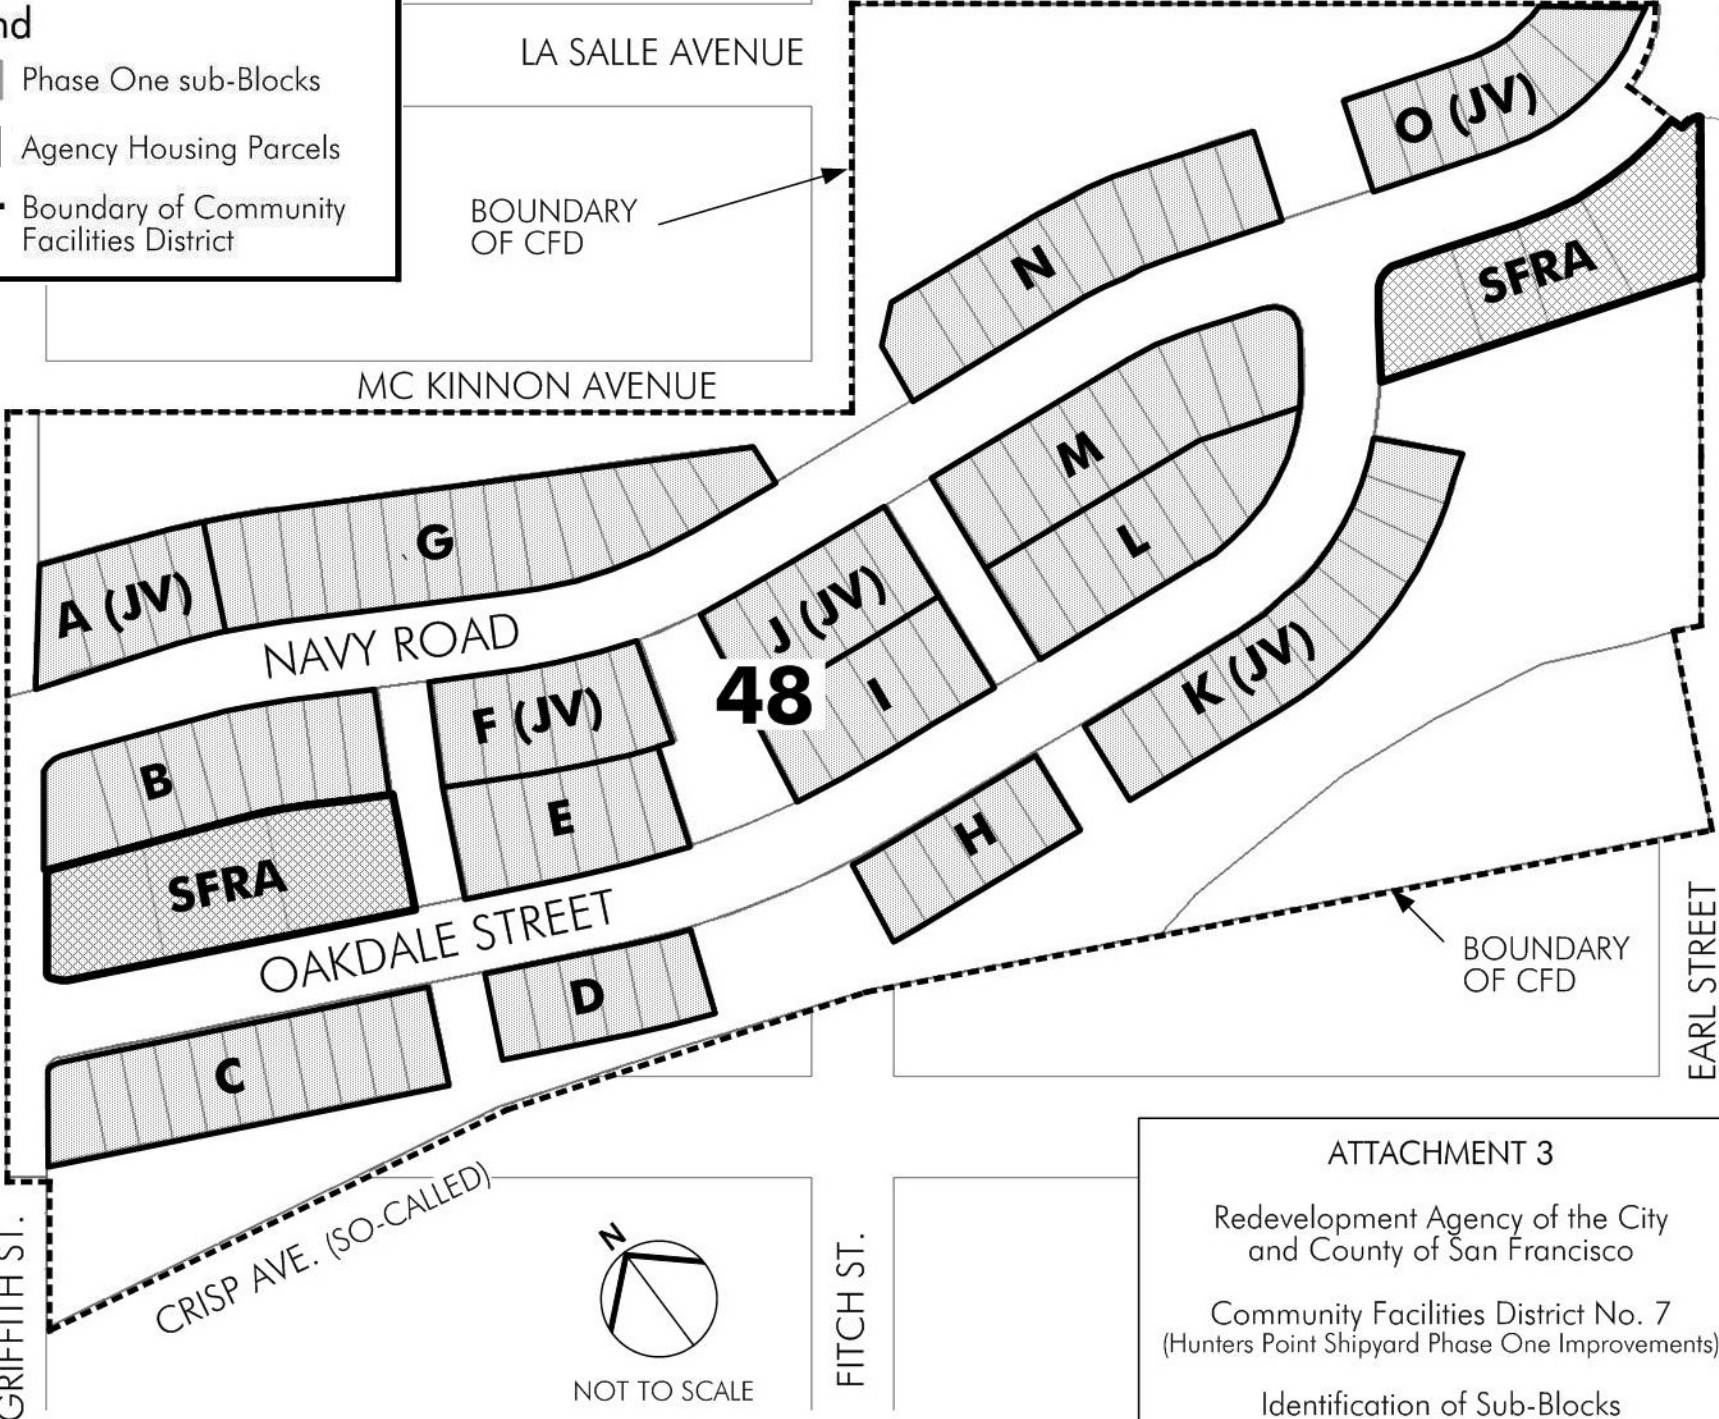 nd
Phase One sub-Blocks
Agency Housing Parcels
Boundary of Community
Facilities District
LA SALLE AVENUE
BOUNDARY
OF CFD
MC KINNON AVENUE
O (JV)
SFRA
N
M
L
G
A (JV)
NAVY ROAD
J (JV)
I
48
K (JV)
F (JV)
E
B
SFRA
H
OAKDALE STREET
D
C
BOUNDARY
OF CFD
EARL STREET
CRISP AVE. (SO-CALLED)
GRIFFITH ST.
FITCH ST.
N
NOT TO SCALE
ATTACHMENT 3
Redevelopment Agency of the City
and County of San Francisco
Community Facilities District No. 7
(Hunters Point Shipyard Phase One Improvements)
Identification of Sub-Blocks